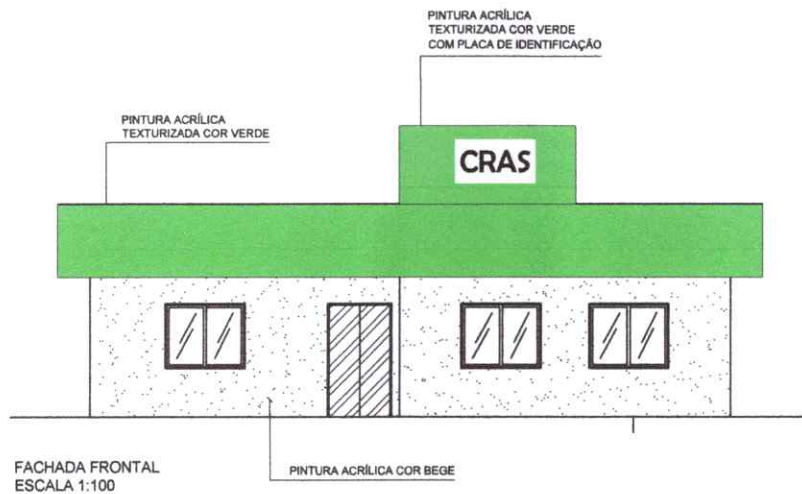 PINTURA ACRÍLICA
TEXTURIZADA COR VERDE
COM PLACA DE IDENTIFICAÇÃO
PINTURA ACRÍLICA
TEXTURIZADA COR VERDE
CRAS
FACHADA FRONTAL
ESCALA 1:100
PINTURA ACRÍLICA COR BEGE